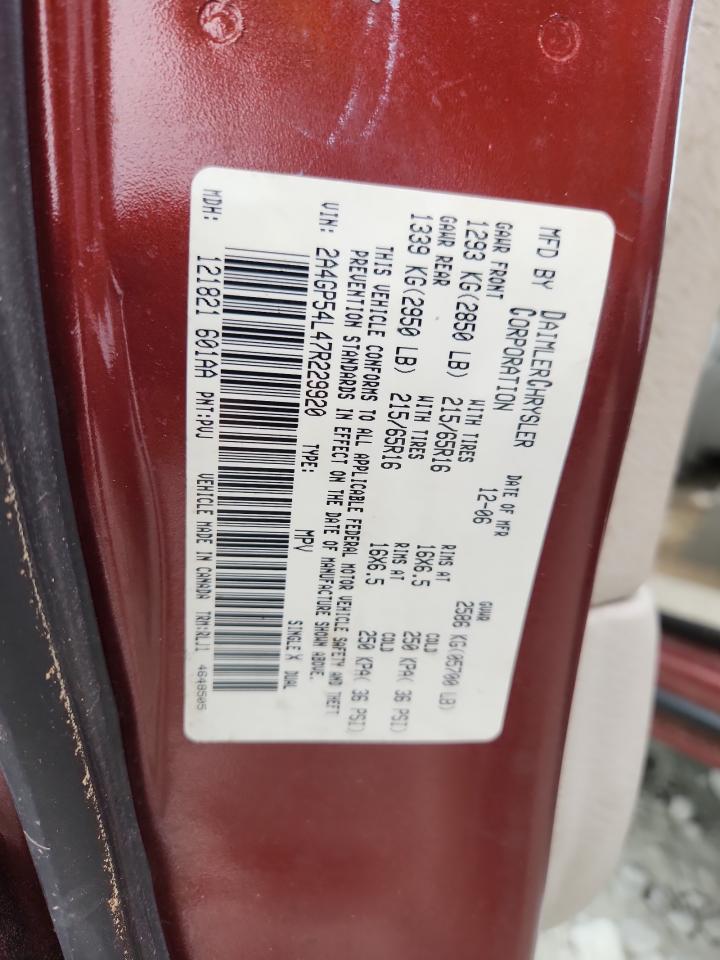 MFD BY DAIMLERCHRYSLER CORPORATION
DATE OF MFR 12-06
GVWR 2586 KG(05700 LB)
GAWR FRONT WITH TIRES RIMS AT COLD
1293 KG(2850 LB) 215/65R16 16X6.5 250 KPA( 36 PSI)
GAWR REAR WITH TIRES RIMS AT COLD
1339 KG(2950 LB) 215/65R16 16X6.5 250 KPA( 36 PSI)
THIS VEHICLE CONFORMS TO ALL APPLICABLE FEDERAL MOTOR VEHICLE SAFETY AND THEFT
PREVENTION STANDARDS IN EFFECT ON THE DATE OF MANUFACTURE SHOWN ABOVE.
VIN: 2A4GP54L47R229920 TYPE: MPV SINGLE X DUAL
MDH: 121821 601AA PNT:PWJ VEHICLE MADE IN CANADA TRM:RLJ1 4648505